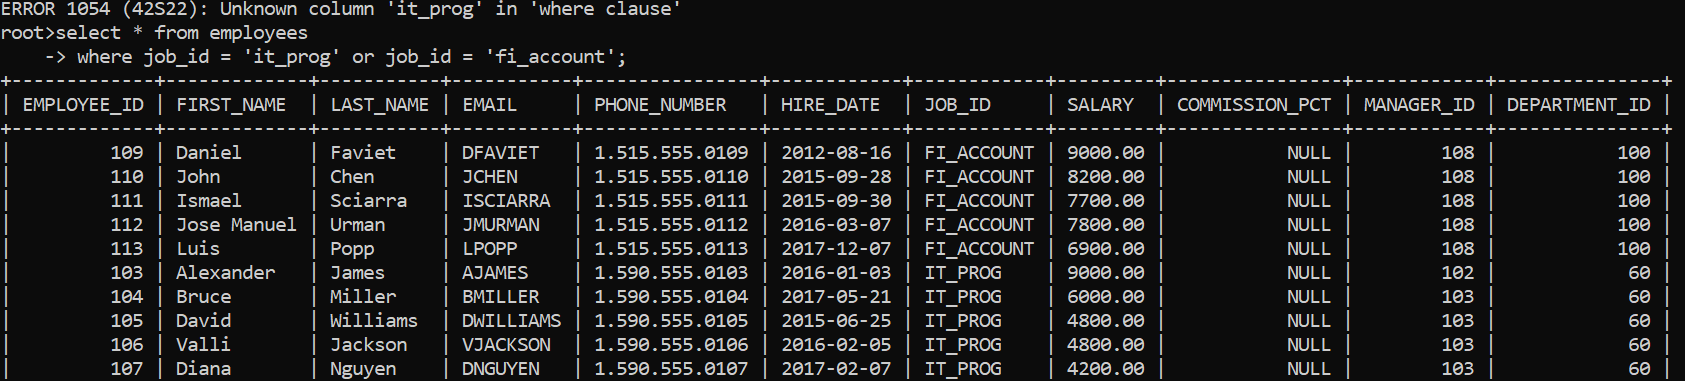 ERROR 1054 (42S22): Unknown column 'it_prog' in 'where clause'
root>select * from employees
    -> where job_id = 'it_prog' or job_id = 'fi_account';
+-------------+-------------+-----------+-----------+----------------+------------+------------+---------+----------------+------------+---------------+
| EMPLOYEE_ID | FIRST_NAME  | LAST_NAME | EMAIL     | PHONE_NUMBER   | HIRE_DATE  | JOB_ID     | SALARY  | COMMISSION_PCT | MANAGER_ID | DEPARTMENT_ID |
+-------------+-------------+-----------+-----------+----------------+------------+------------+---------+----------------+------------+---------------+
|         109 | Daniel      | Faviet    | DFAVIET   | 1.515.555.0109 | 2012-08-16 | FI_ACCOUNT | 9000.00 |           NULL |        108 |           100 |
|         110 | John        | Chen      | JCHEN     | 1.515.555.0110 | 2015-09-28 | FI_ACCOUNT | 8200.00 |           NULL |        108 |           100 |
|         111 | Ismael      | Sciarra   | ISCIARRA  | 1.515.555.0111 | 2015-09-30 | FI_ACCOUNT | 7700.00 |           NULL |        108 |           100 |
|         112 | Jose Manuel | Urman     | JMURMAN   | 1.515.555.0112 | 2016-03-07 | FI_ACCOUNT | 7800.00 |           NULL |        108 |           100 |
|         113 | Luis        | Popp      | LPOPP     | 1.515.555.0113 | 2017-12-07 | FI_ACCOUNT | 6900.00 |           NULL |        108 |           100 |
|         103 | Alexander   | James     | AJAMES    | 1.590.555.0103 | 2016-01-03 | IT_PROG    | 9000.00 |           NULL |        102 |            60 |
|         104 | Bruce       | Miller    | BMILLER   | 1.590.555.0104 | 2017-05-21 | IT_PROG    | 6000.00 |           NULL |        103 |            60 |
|         105 | David       | Williams  | DWILLIAMS | 1.590.555.0105 | 2015-06-25 | IT_PROG    | 4800.00 |           NULL |        103 |            60 |
|         106 | Valli       | Jackson   | VJACKSON  | 1.590.555.0106 | 2016-02-05 | IT_PROG    | 4800.00 |           NULL |        103 |            60 |
|         107 | Diana       | Nguyen    | DNGUYEN   | 1.590.555.0107 | 2017-02-07 | IT_PROG    | 4200.00 |           NULL |        103 |            60 |